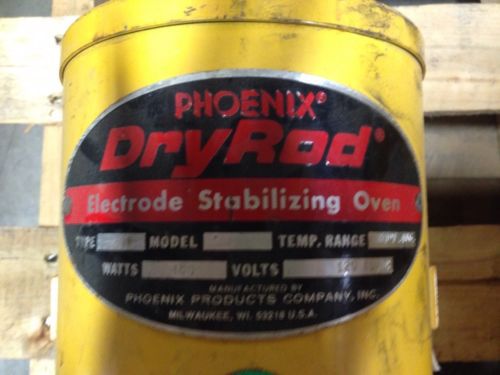 PHOENIX®
DryRod®
Electrode Stabilizing Oven
TYPE MODEL TEMP. RANGE
WATTS VOLTS
MANUFACTURED BY
PHOENIX PRODUCTS COMPANY, INC.
MILWAUKEE, WI. 53216 U.S.A.